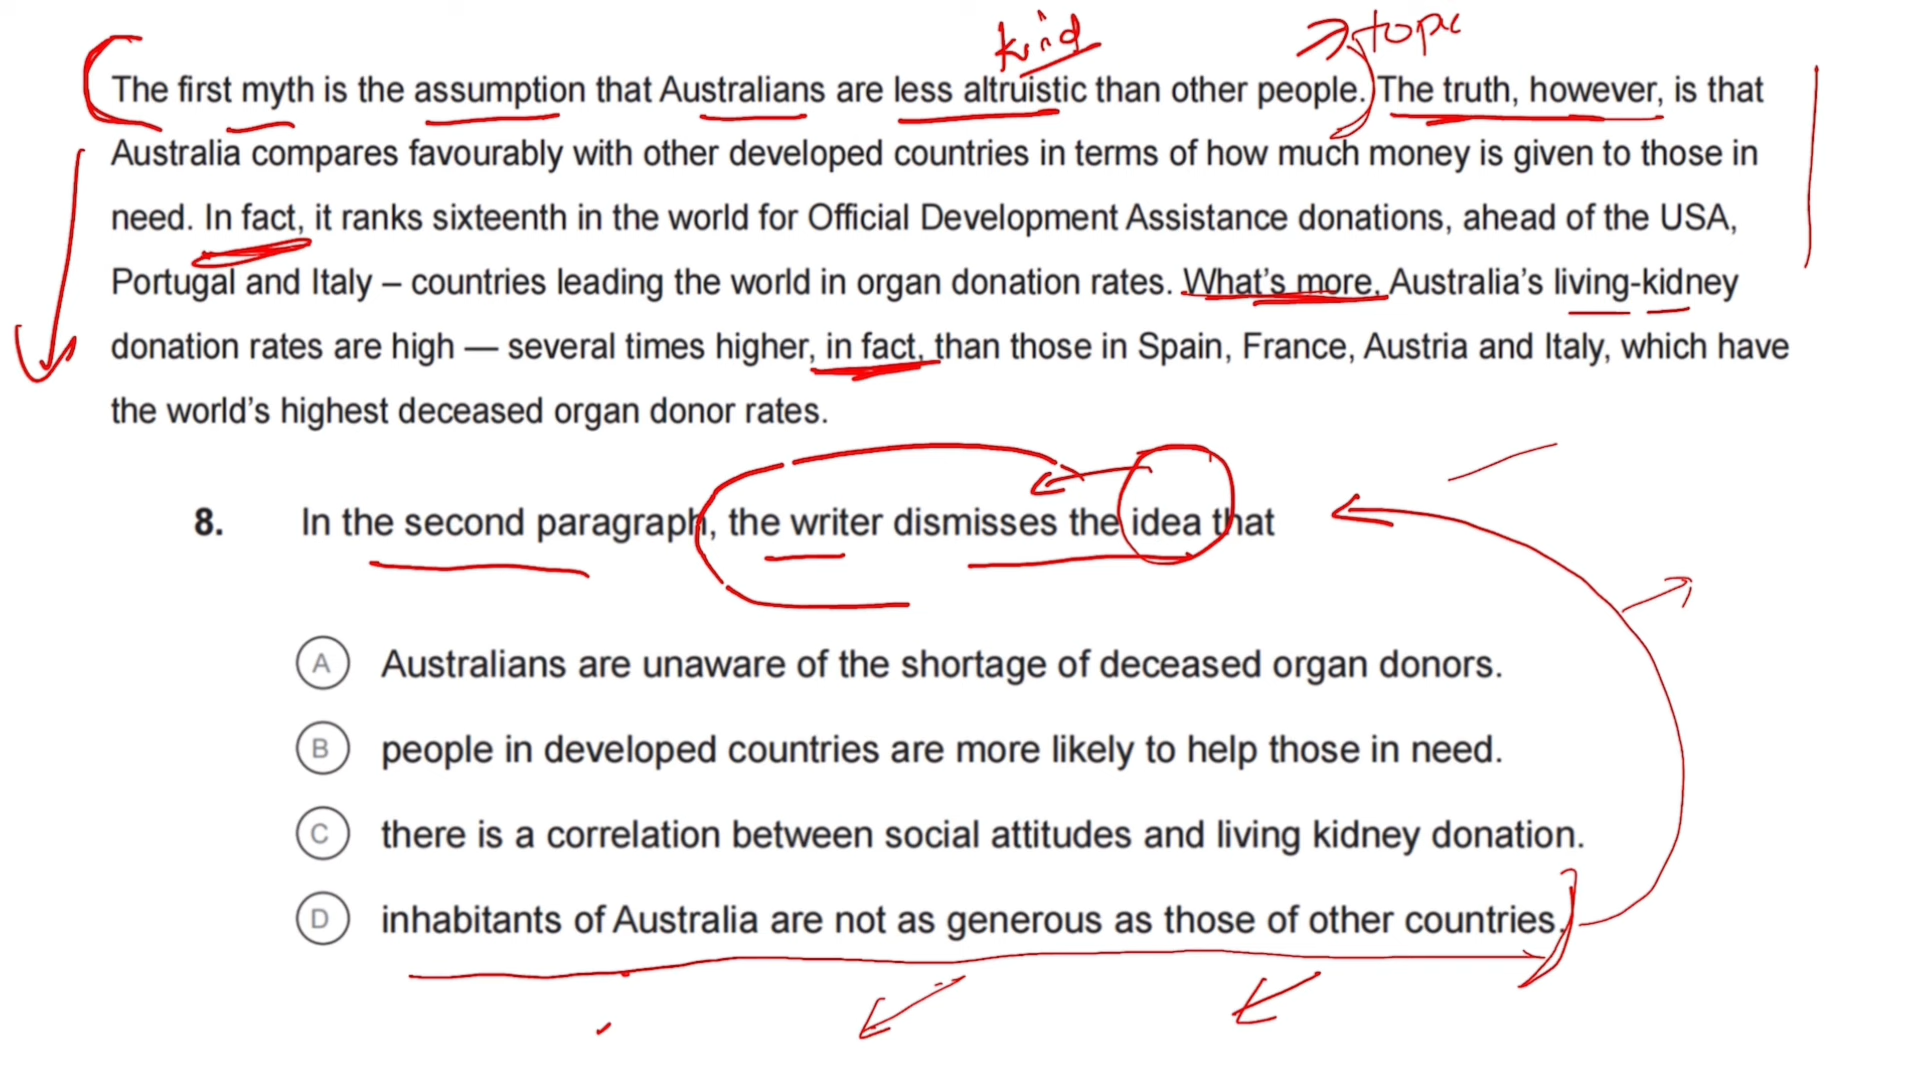 kind
topic
The first myth is the assumption that Australians are less altruistic than other people. The truth, however, is that
Australia compares favourably with other developed countries in terms of how much money is given to those in
need. In fact, it ranks sixteenth in the world for Official Development Assistance donations, ahead of the USA,
Portugal and Italy – countries leading the world in organ donation rates. What's more, Australia's living-kidney
donation rates are high — several times higher, in fact, than those in Spain, France, Austria and Italy, which have
the world's highest deceased organ donor rates.
8. In the second paragraph, the writer dismisses the idea that
A Australians are unaware of the shortage of deceased organ donors.
B people in developed countries are more likely to help those in need.
C there is a correlation between social attitudes and living kidney donation.
D inhabitants of Australia are not as generous as those of other countries.